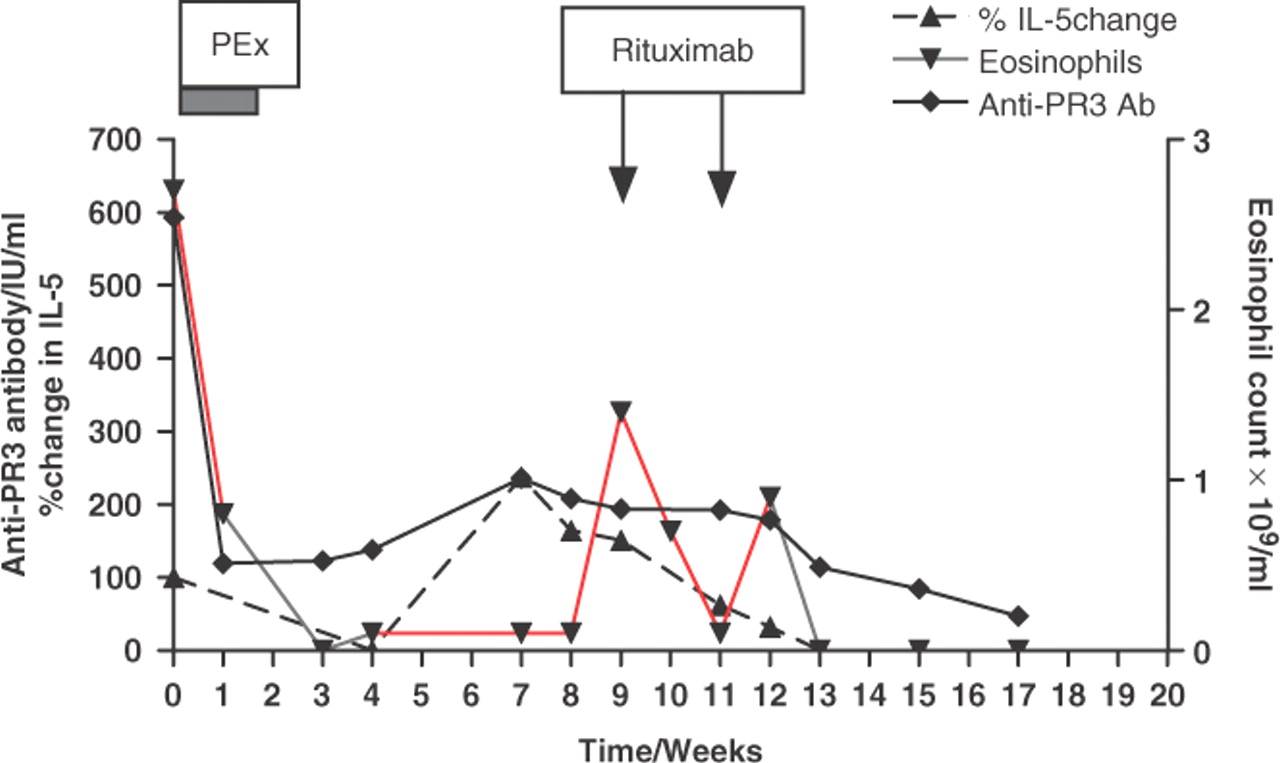 PEx
Rituximab
% IL-5change
Eosinophils
Anti-PR3 Ab
700
600
500
400
300
200
100
0
Anti-PR3 antibody/IU/ml
%change in IL-5
3
2
1
0
Eosinophil count × 10⁹/ml
0 1 2 3 4 5 6 7 8 9 10 11 12 13 14 15 16 17 18 19 20
Time/Weeks